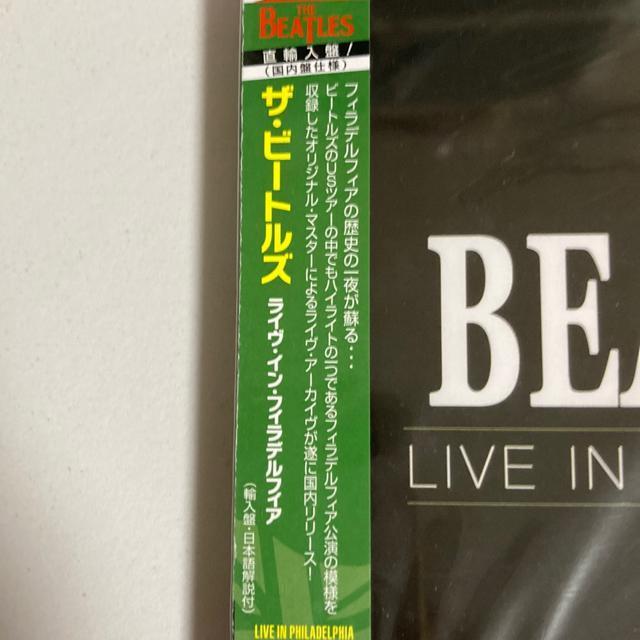 THE
BEATLES
直輸入盤!
(国内盤仕様)
フィラデルフィアの歴史の一夜が蘇る・・・
ビートルズのUSツアーの中でもハイライトの一つであるフィラデルフィア公演の模様を
収録したオリジナル・マスターによるライヴ・アーカイヴが遂に国内リリース!
ザ・ビートルズ
ライヴ・イン・フィラデルフィア
(輸入盤・日本語解説付)
LIVE IN PHILADELPHIA
BEA
LIVE IN